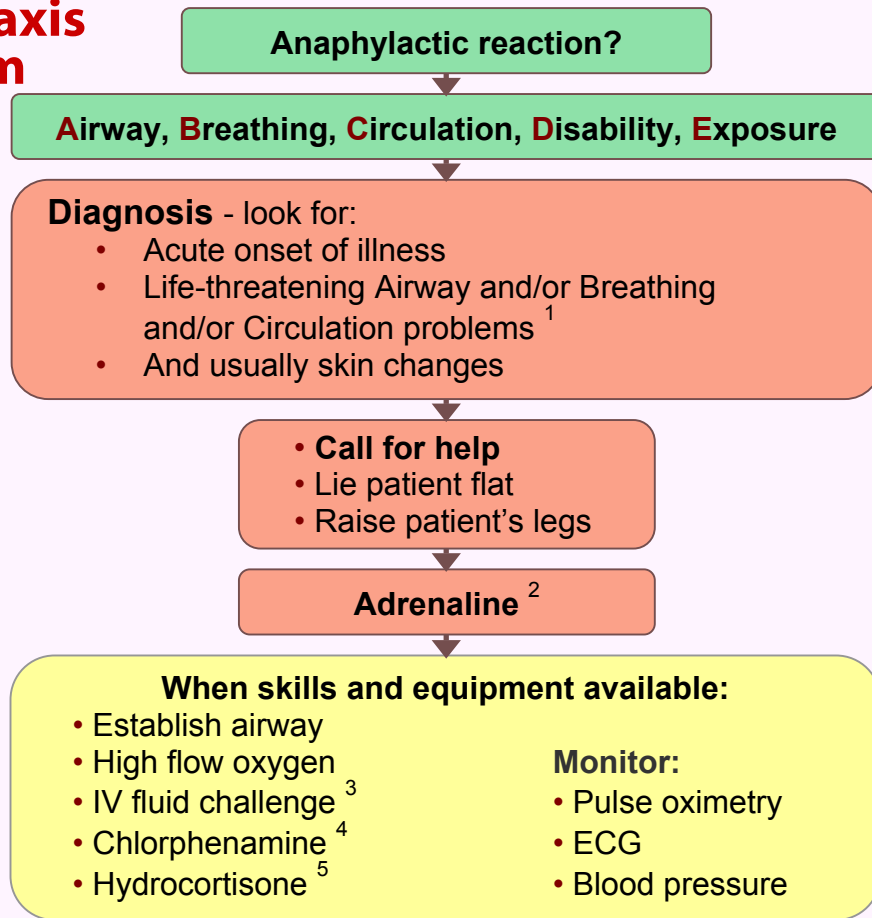 axis
m
Anaphylactic reaction?
Airway, Breathing, Circulation, Disability, Exposure
Diagnosis - look for:
• Acute onset of illness
• Life-threatening Airway and/or Breathing
and/or Circulation problems 1
• And usually skin changes
• Call for help
• Lie patient flat
• Raise patient's legs
Adrenaline 2
When skills and equipment available:
• Establish airway
• High flow oxygen
• IV fluid challenge 3
• Chlorphenamine 4
• Hydrocortisone 5
Monitor:
• Pulse oximetry
• ECG
• Blood pressure